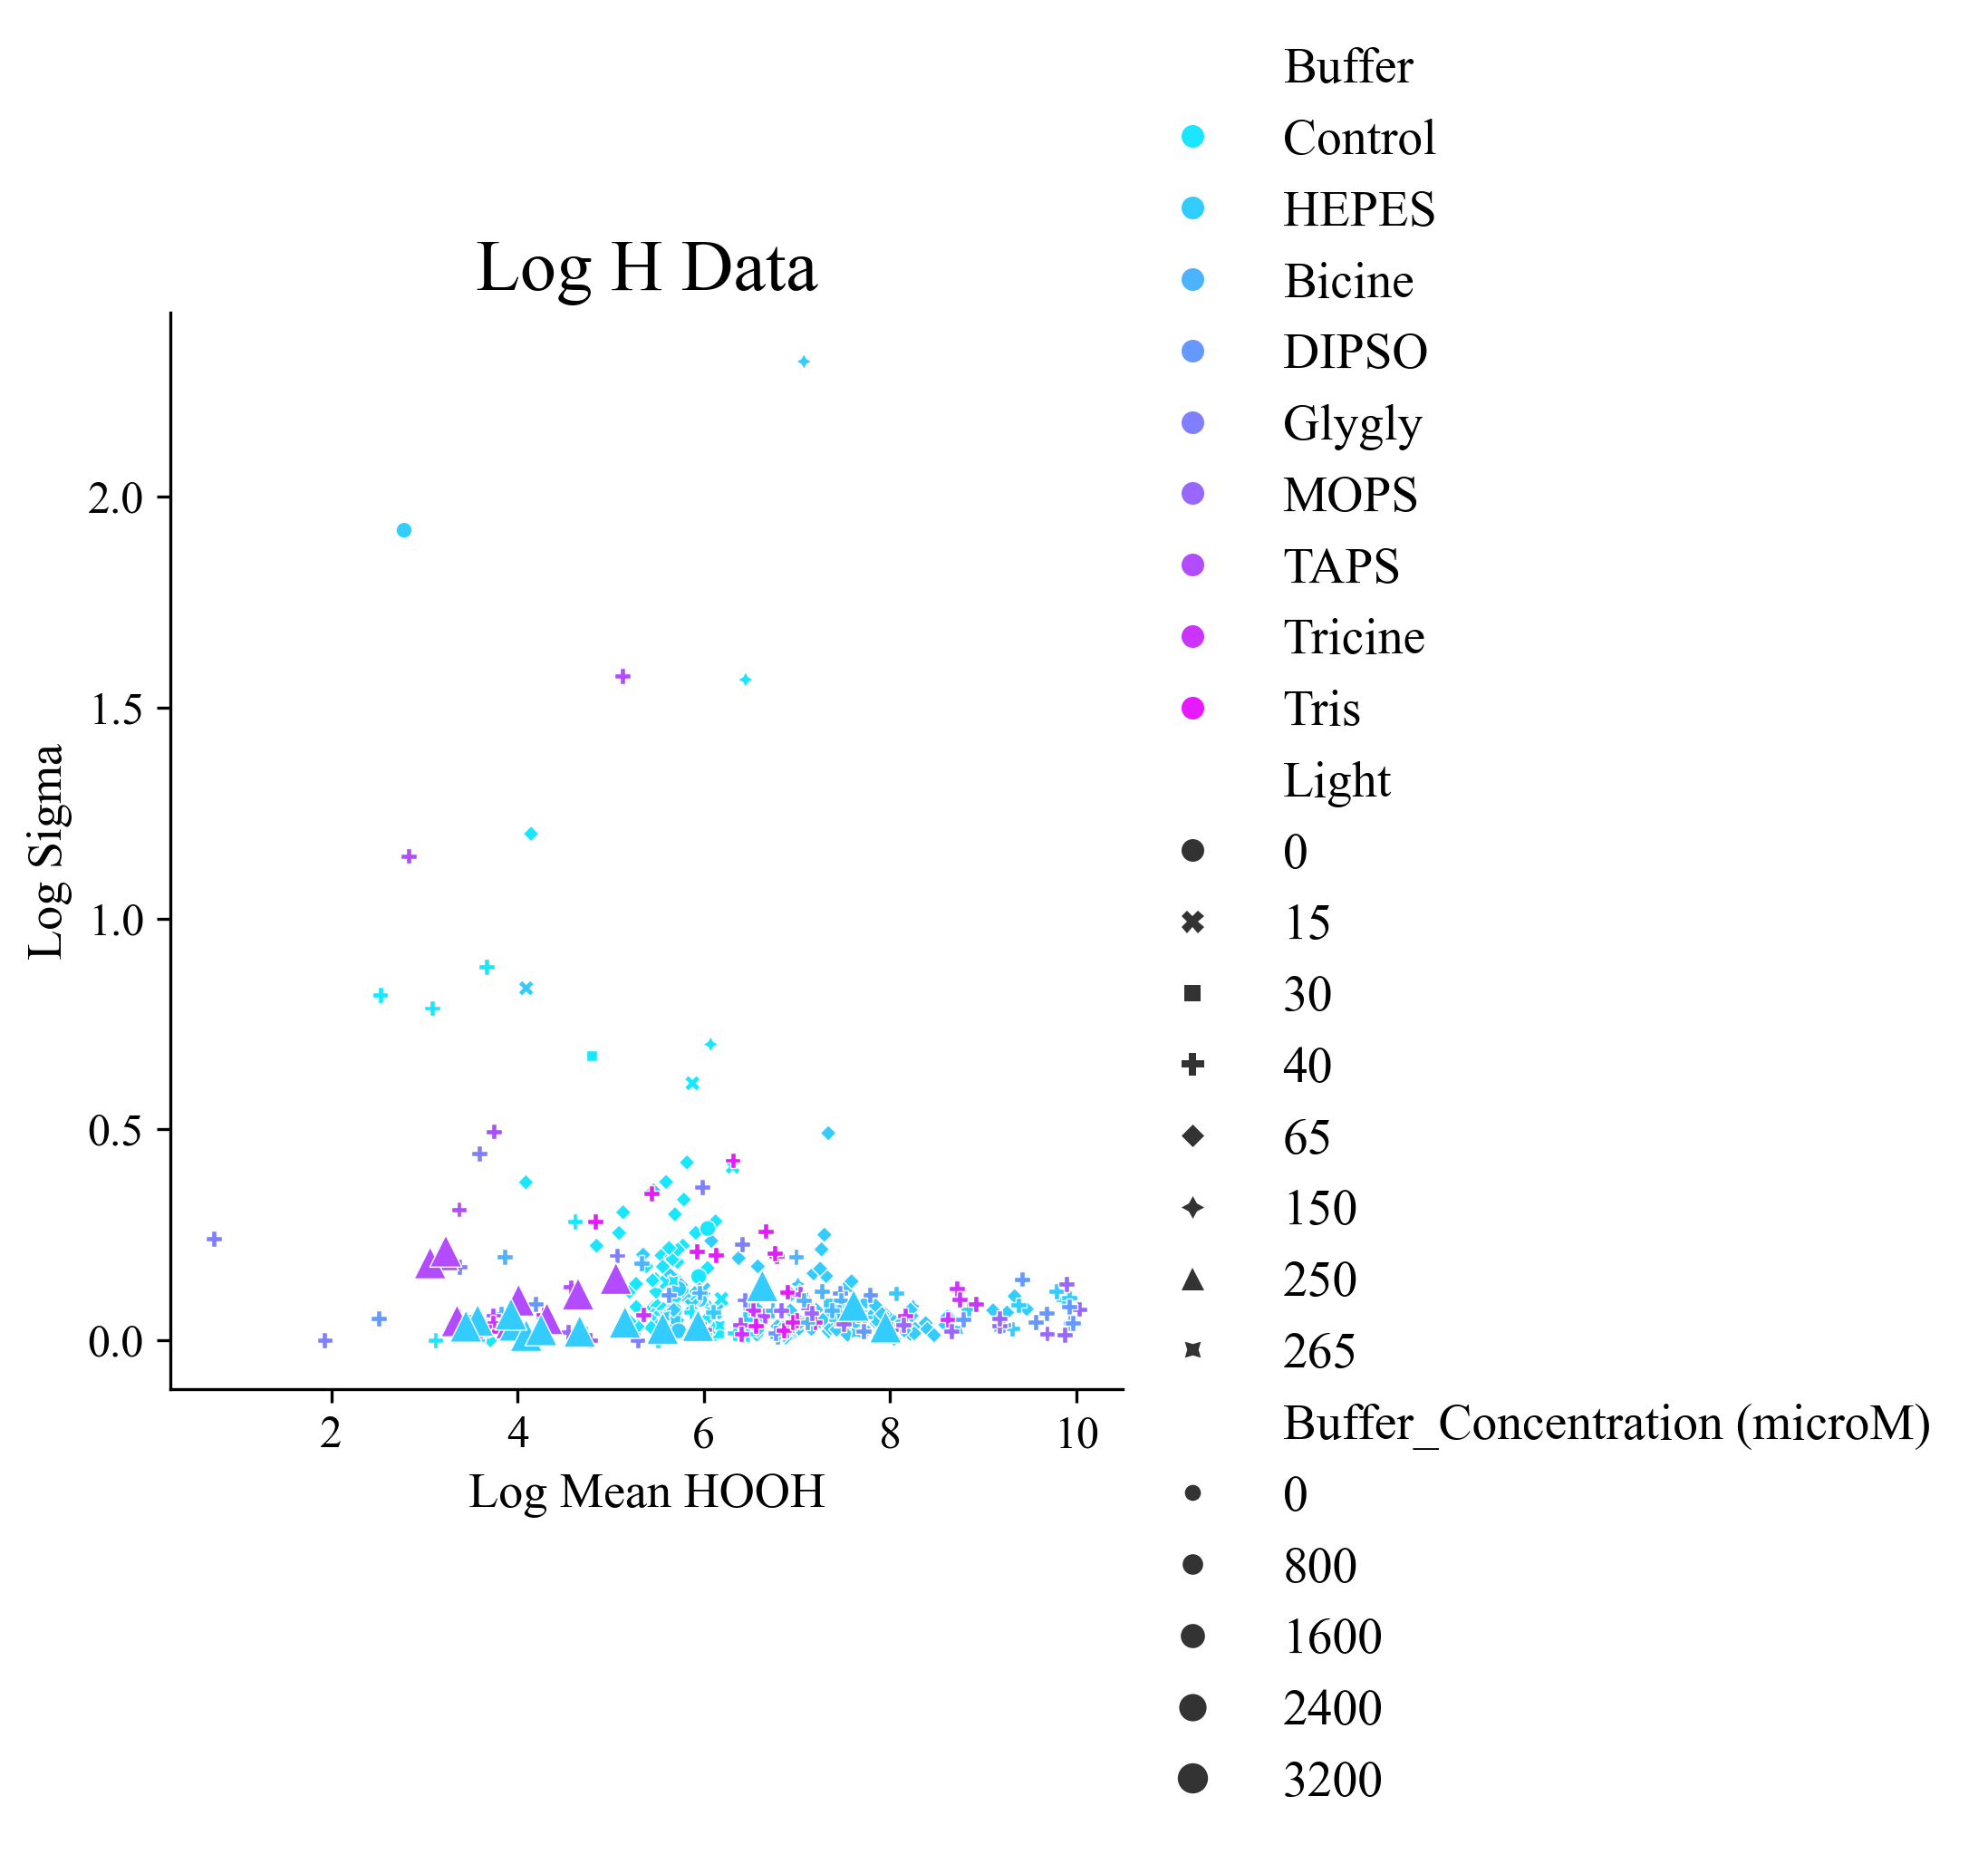 Log H Data
Log Sigma
2.0
1.5
1.0
0.5
0.0
2 4 6 8 10
Log Mean HOOH
Buffer
Control
HEPES
Bicine
DIPSO
Glygly
MOPS
TAPS
Tricine
Tris
Light
0
15
30
40
65
150
250
265
Buffer_Concentration (microM)
0
800
1600
2400
3200